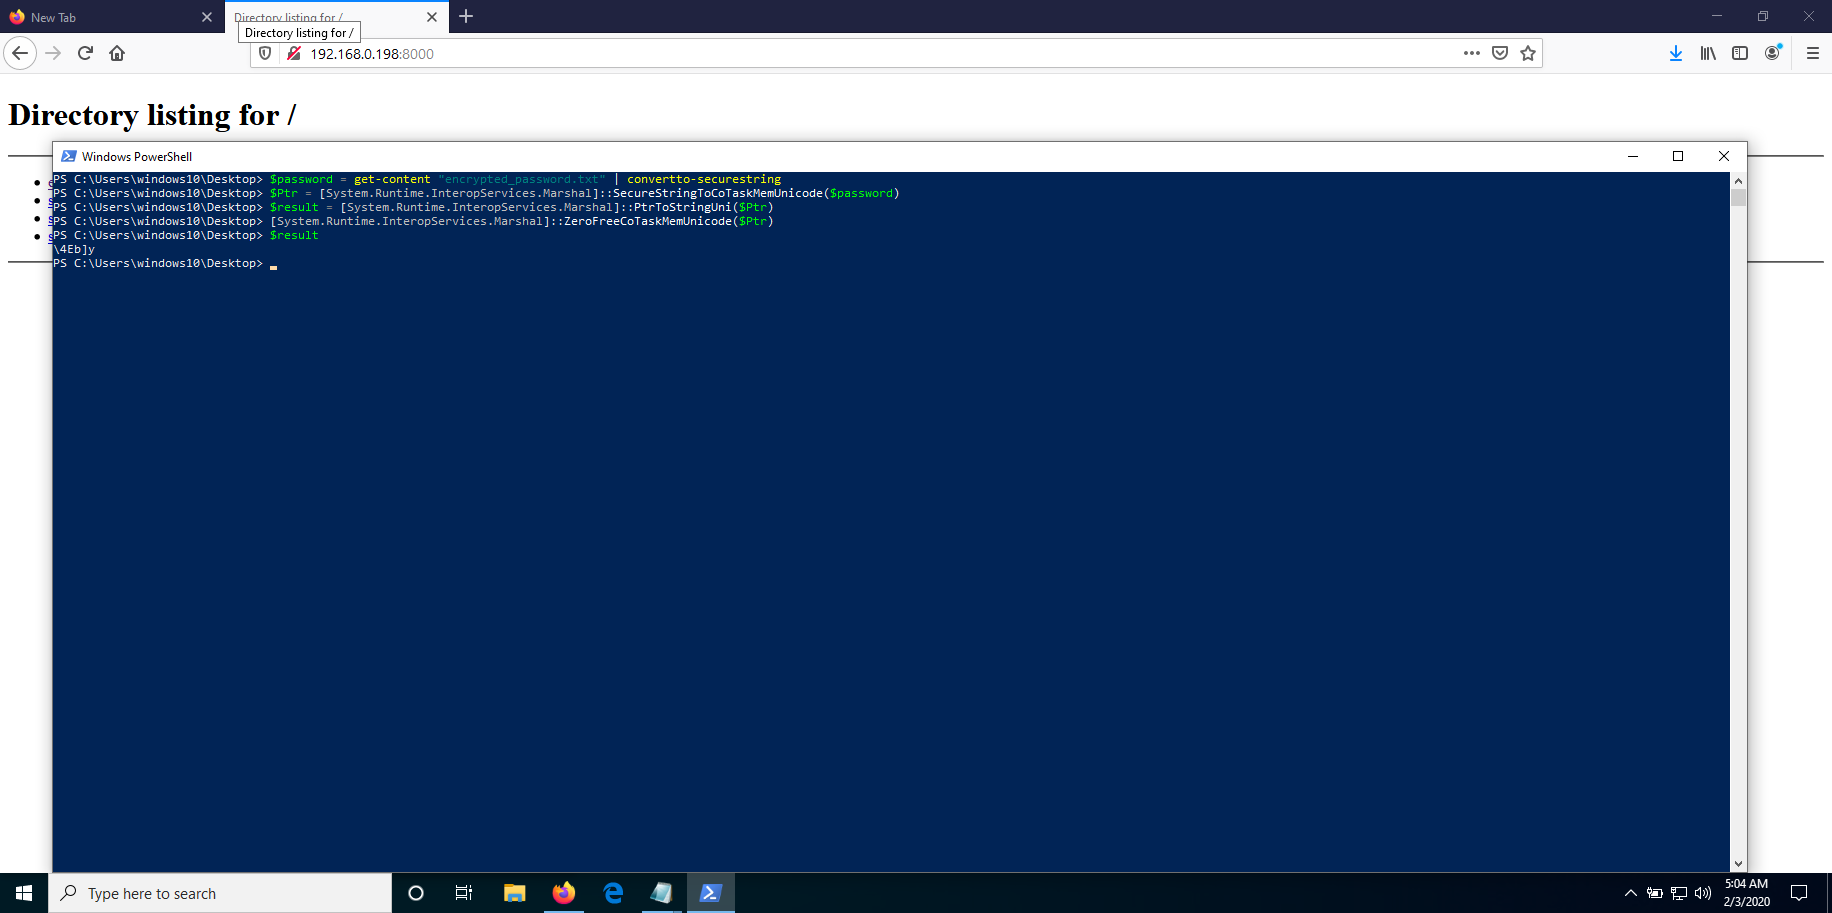 New Tab
Directory listing for /
Directory listing for /
192.168.0.198:8000
Directory listing for /
Windows PowerShell
PS C:\Users\windows10\Desktop> $password = get-content "encrypted_password.txt" | convertto-securestring
PS C:\Users\windows10\Desktop> $Ptr = [System.Runtime.InteropServices.Marshal]::SecureStringToCoTaskMemUnicode($password)
PS C:\Users\windows10\Desktop> $result = [System.Runtime.InteropServices.Marshal]::PtrToStringUni($Ptr)
PS C:\Users\windows10\Desktop> [System.Runtime.InteropServices.Marshal]::ZeroFreeCoTaskMemUnicode($Ptr)
PS C:\Users\windows10\Desktop> $result
\4Eb]y
PS C:\Users\windows10\Desktop>
Type here to search
5:04 AM
2/3/2020